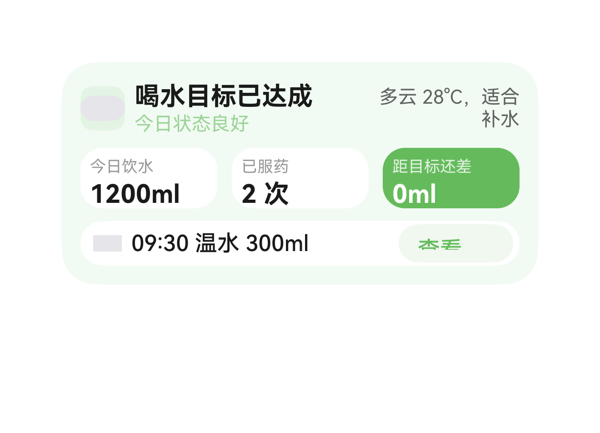 喝水目标已达成
今日状态良好
多云 28℃，适合
补水
今日饮水
1200ml
已服药
2 次
距目标还差
0ml
09:30 温水 300ml
查看